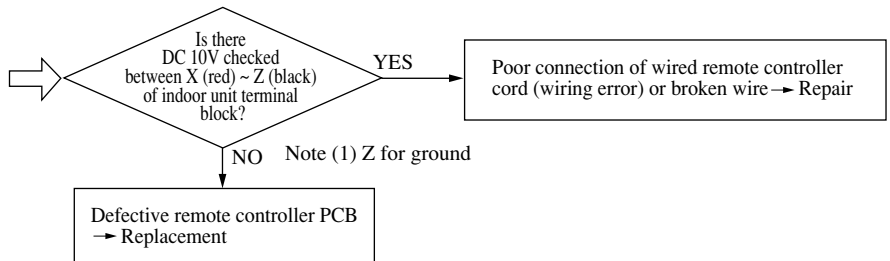 Is there
DC 10V checked
between X (red) ~ Z (black)
of indoor unit terminal
block?
YES
Poor connection of wired remote controller
cord (wiring error) or broken wire → Repair
NO
Note (1) Z for ground
Defective remote controller PCB
→ Replacement